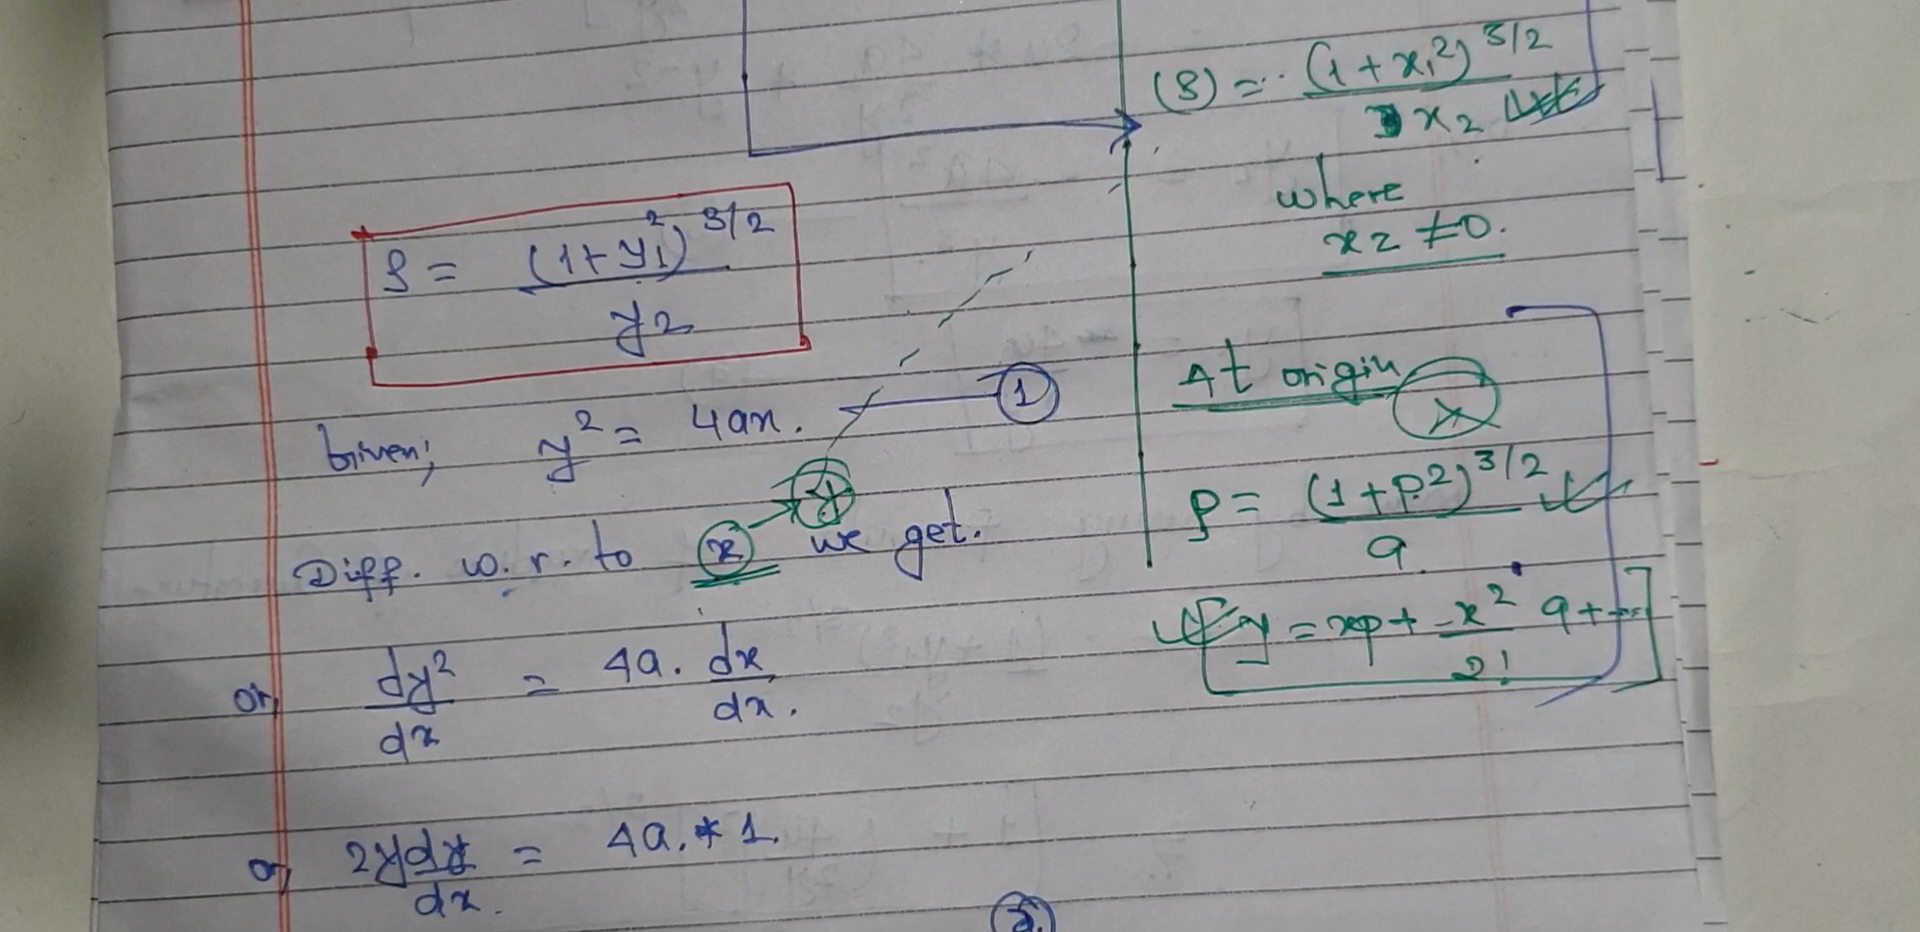 (ρ) = (1 + x₁²)^3/2
x₂
where
x₂ ≠ 0.
ρ = (1 + y₁²)^3/2
y₂
At origin
Given; y² = 4ax. ①
ρ = (1 + p²)^3/2
q
Diff. w.r. to x we get.
y = xp + x² q + ...
2!
or, dy² = 4a. dx
dx dx.
or, 2y dy = 4a. * 1.
dx.